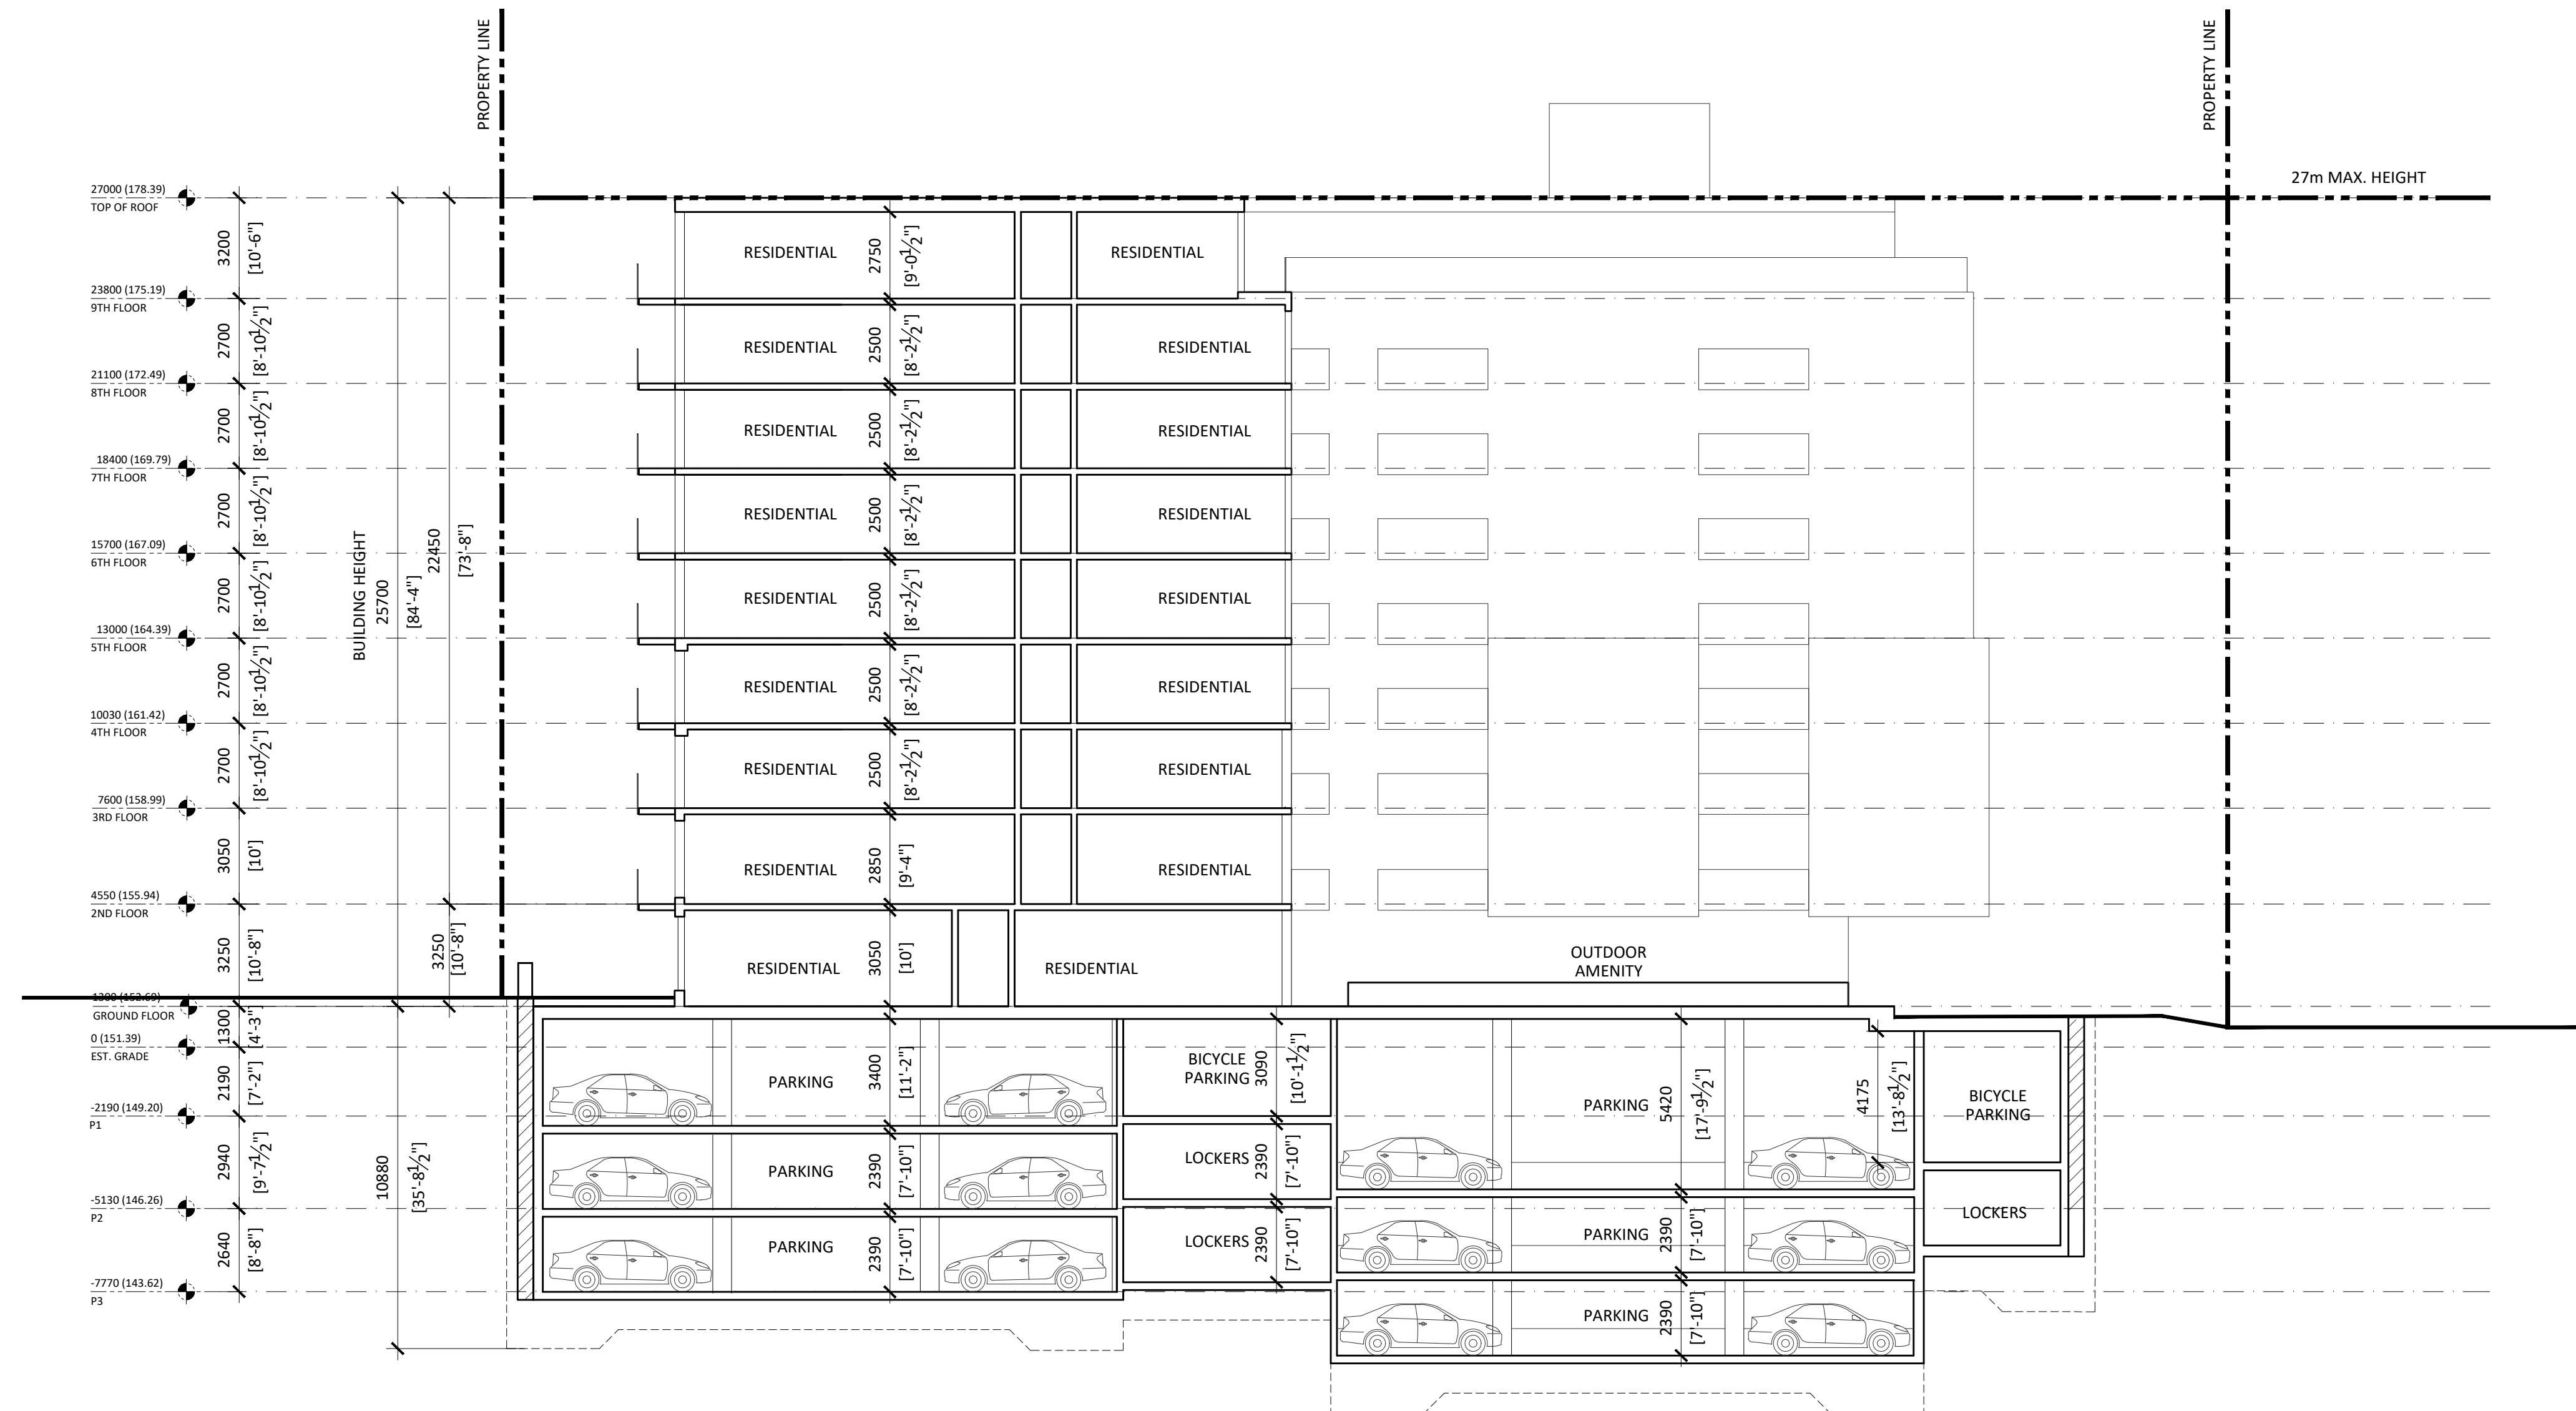 PROPERTY LINE
PROPERTY LINE
27m MAX. HEIGHT
27000 (178.39)
TOP OF ROOF
3200
[10'-6"]
23800 (175.19)
9TH FLOOR
2700
[8'-10½"]
21100 (172.49)
8TH FLOOR
2700
[8'-10½"]
18400 (169.79)
7TH FLOOR
2700
[8'-10½"]
15700 (167.09)
6TH FLOOR
2700
[8'-10½"]
13000 (164.39)
5TH FLOOR
2700
[8'-10½"]
10030 (161.42)
4TH FLOOR
2700
[8'-10½"]
7600 (158.99)
3RD FLOOR
3050
[10']
4550 (155.94)
2ND FLOOR
3250
[10'-8"]
1300 (152.69)
GROUND FLOOR
1300
[4'-3"]
0 (151.39)
EST. GRADE
2190
[7'-2"]
-2190 (149.20)
P1
2940
[9'-7½"]
-5130 (146.26)
P2
2640
[8'-8"]
-7770 (143.62)
P3
BUILDING HEIGHT
25700
[84'-4"]
22450
[73'-8"]
3250
[10'-8"]
10880
[35'-8½"]
RESIDENTIAL
2750
[9'-0½"]
RESIDENTIAL
RESIDENTIAL
2500
[8'-2½"]
RESIDENTIAL
RESIDENTIAL
2500
[8'-2½"]
RESIDENTIAL
RESIDENTIAL
2500
[8'-2½"]
RESIDENTIAL
RESIDENTIAL
2500
[8'-2½"]
RESIDENTIAL
RESIDENTIAL
2500
[8'-2½"]
RESIDENTIAL
RESIDENTIAL
2500
[8'-2½"]
RESIDENTIAL
RESIDENTIAL
2850
[9'-4"]
RESIDENTIAL
RESIDENTIAL
3050
[10']
RESIDENTIAL
OUTDOOR
AMENITY
PARKING
3400
[11'-2"]
PARKING
2390
[7'-10"]
PARKING
2390
[7'-10"]
BICYCLE
PARKING
3090
[10'-1½"]
LOCKERS
2390
[7'-10"]
LOCKERS
2390
[7'-10"]
PARKING
5420
[17'-9½"]
PARKING
2390
[7'-10"]
PARKING
2390
[7'-10"]
4175
[13'-8½"]
BICYCLE
PARKING
LOCKERS